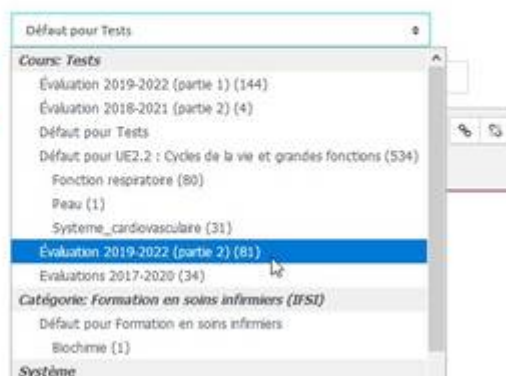 Défaut pour Tests
Cours: Tests
Évaluation 2019-2022 (partie 1) (144)
Évaluation 2018-2021 (partie 2) (4)
Défaut pour Tests
Défaut pour UE2.2 : Cycles de la vie et grandes fonctions (534)
Fonction respiratoire (80)
Peau (1)
Systeme_cardiovasculaire (31)
Évaluation 2019-2022 (partie 2) (81)
Evaluations 2017-2020 (34)
Catégorie: Formation en soins infirmiers (IFSI)
Défaut pour Formation en soins infirmiers
Biochimie (1)
Système